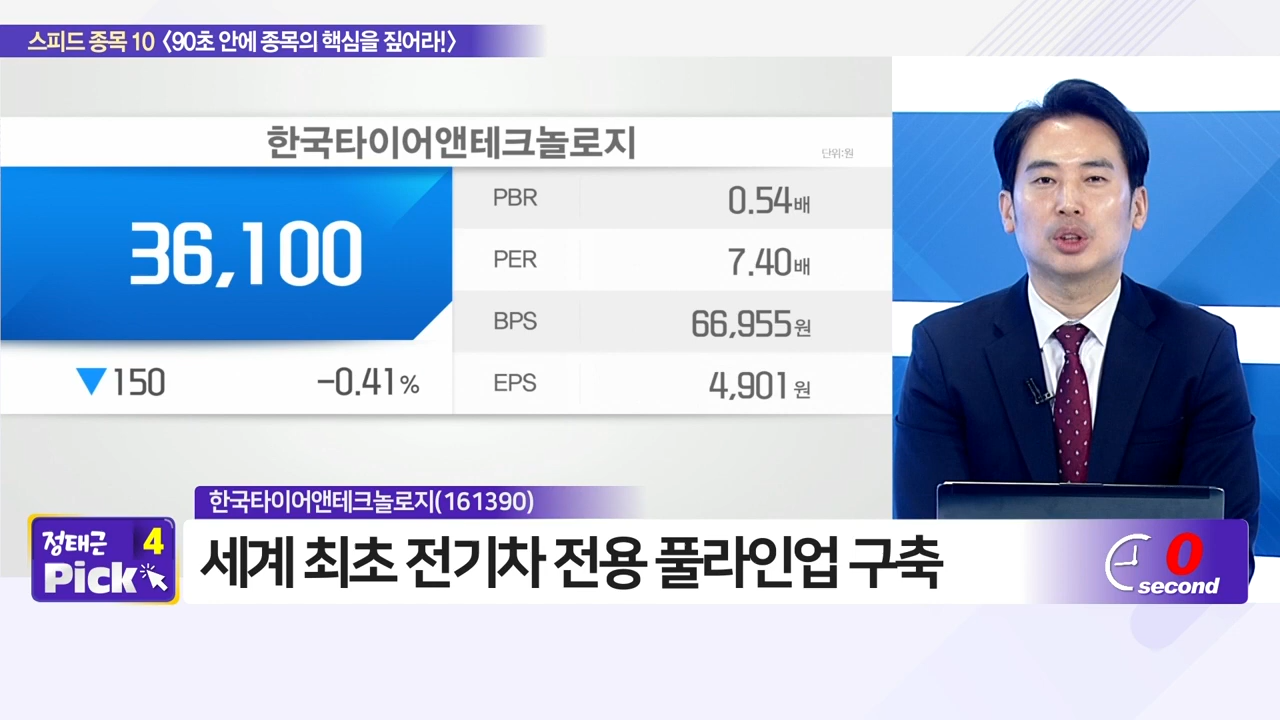 스피드 종목 10 〈90초 안에 종목의 핵심을 짚어라!〉
한국타이어앤테크놀로지
단위:원
36,100
▼150 -0.41%
PBR 0.54배
PER 7.40배
BPS 66,955원
EPS 4,901원
한국타이어앤테크놀로지(161390)
정태근 4
Pick
세계 최초 전기차 전용 풀라인업 구축
0
second